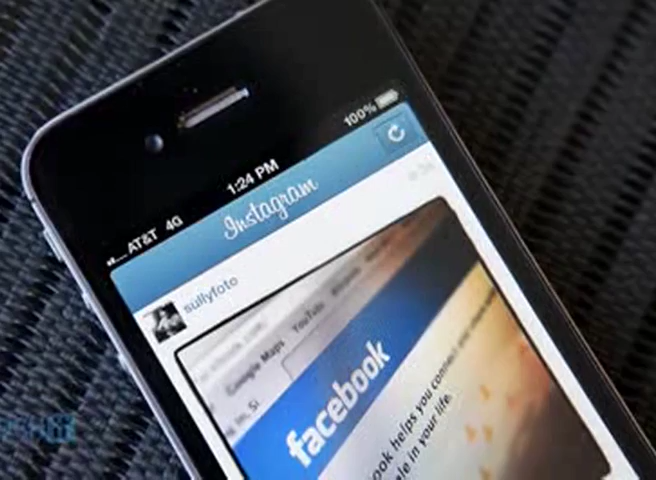 100%
1:24 PM
AT&T 4G
Instagram
sullyfoto
YouTube
Google Maps
facebook
ook helps you connect
le in your life.